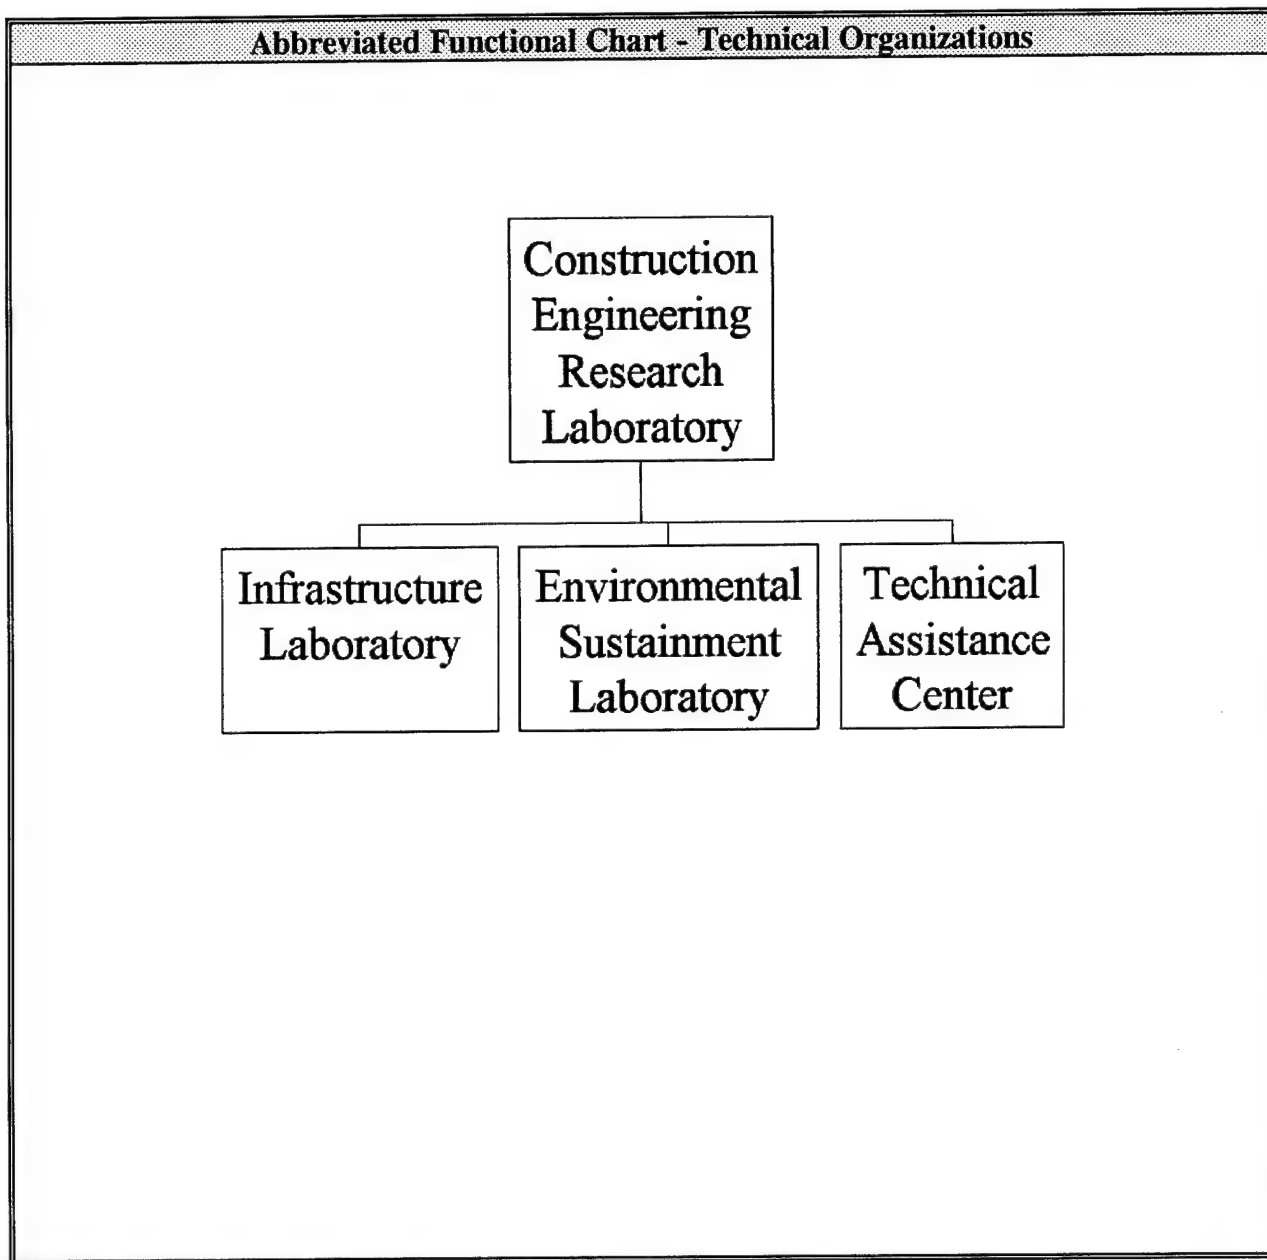 Abbreviated Functional Chart - Technical Organizations
Construction
Engineering
Research
Laboratory
Infrastructure
Laboratory
Environmental
Sustainment
Laboratory
Technical
Assistance
Center